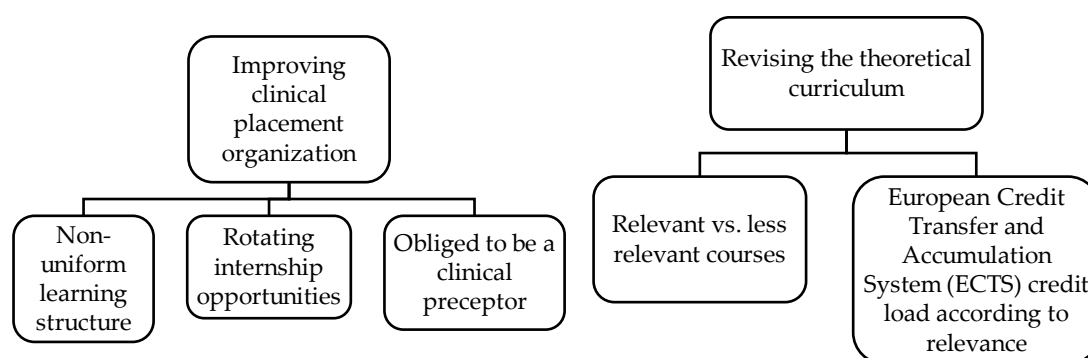 Improving
clinical
placement
organization
Non-
uniform
learning
structure
Rotating
internship
opportunities
Obliged to be a
clinical
preceptor
Revising the theoretical
curriculum
Relevant vs. less
relevant courses
European Credit
Transfer and
Accumulation
System (ECTS) credit
load according to
relevance